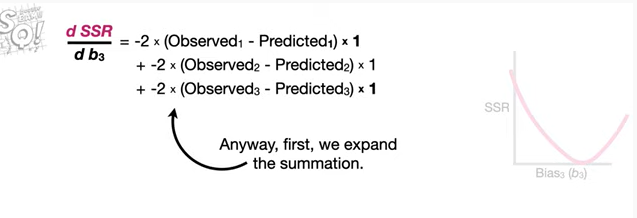 SQ!
d SSR
d b₃
= -2 × (Observed₁ - Predicted₁) × 1
+ -2 × (Observed₂ - Predicted₂) × 1
+ -2 × (Observed₃ - Predicted₃) × 1
Anyway, first, we expand
the summation.
SSR
Bias₃ (b₃)